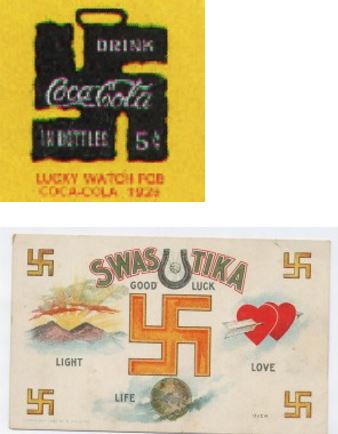 DRINK
Coca-Cola
IN BOTTLES 5¢
LUCKY WATCH FOB
COCA-COLA, 1925
SWASTIKA
GOOD LUCK
LIGHT
LOVE
LIFE